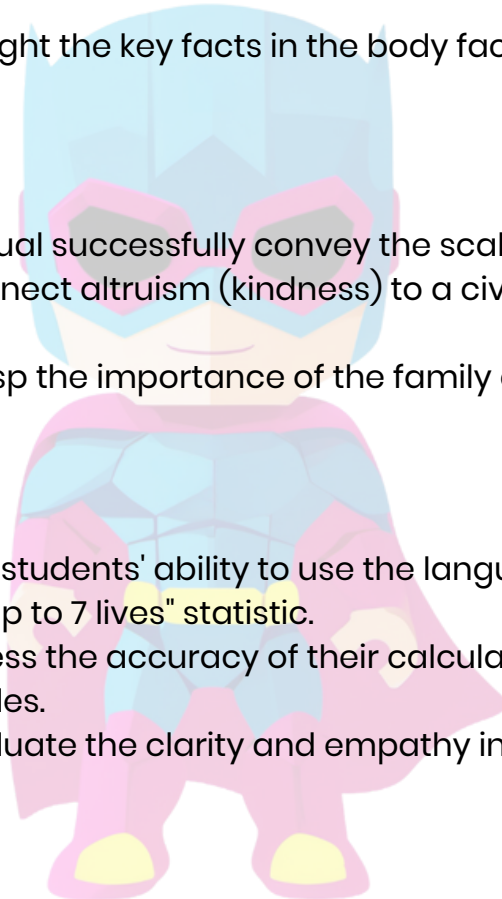 ght the key facts in the body fac
ual successfully convey the scal
nect altruism (kindness) to a civ
sp the importance of the family
students' ability to use the langu
p to 7 lives" statistic.
ess the accuracy of their calcula
les.
luate the clarity and empathy in